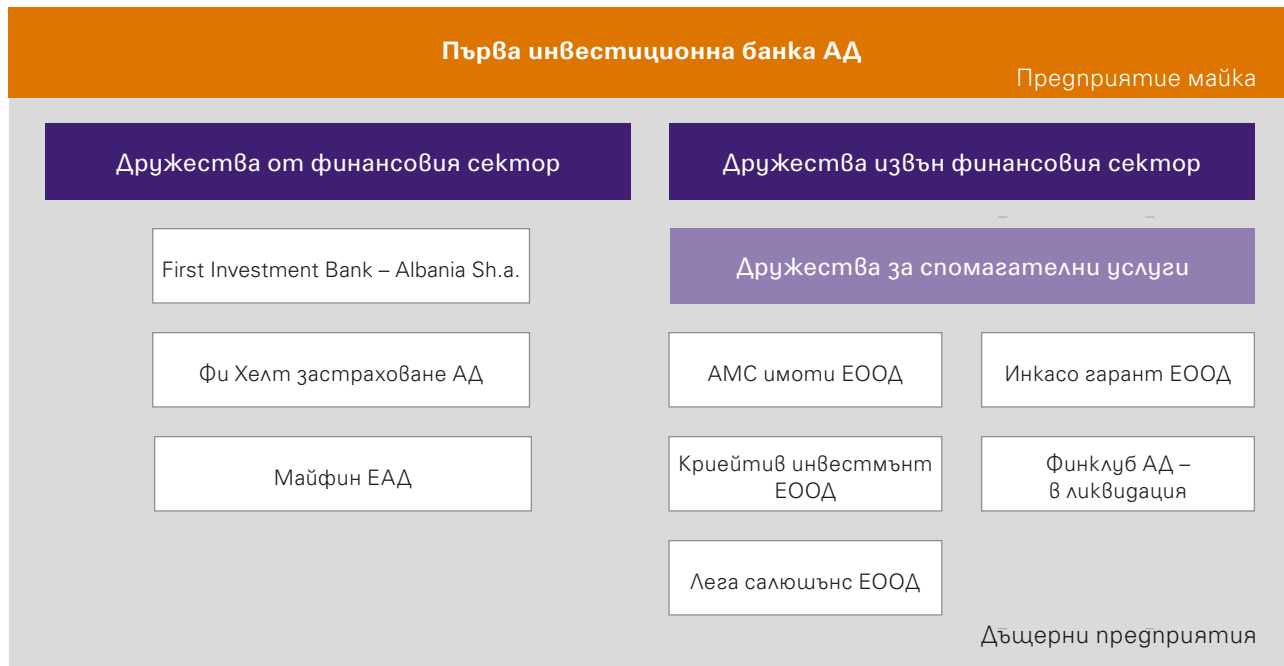 Първа инвестиционна банка АД
Предприятие майка
Дружества от финансовия сектор
First Investment Bank – Albania Sh.a.
Фи Хелт застраховане АД
Майфин ЕАД
Дружества извън финансовия сектор
Дружества за спомагателни услуги
АМС имоти ЕООД
Инкасо гарант ЕООД
Криейтив инвестмънт
ЕООД
Финклуб АД –
в ликвидация
Лега салюшънс ЕООД
Дъщерни предприятия